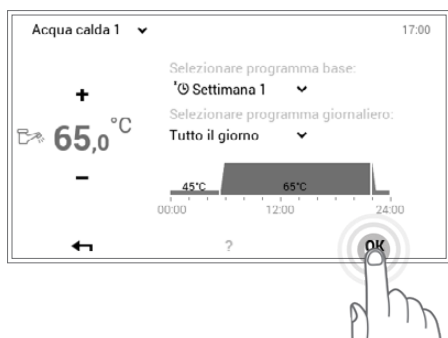 Acqua calda 1
17:00
Selezionare programma base:
Settimana 1
+
65,0 °C
Selezionare programma giornaliero:
Tutto il giorno
−
45°C 65°C
00:00 12:00 24:00
? OK